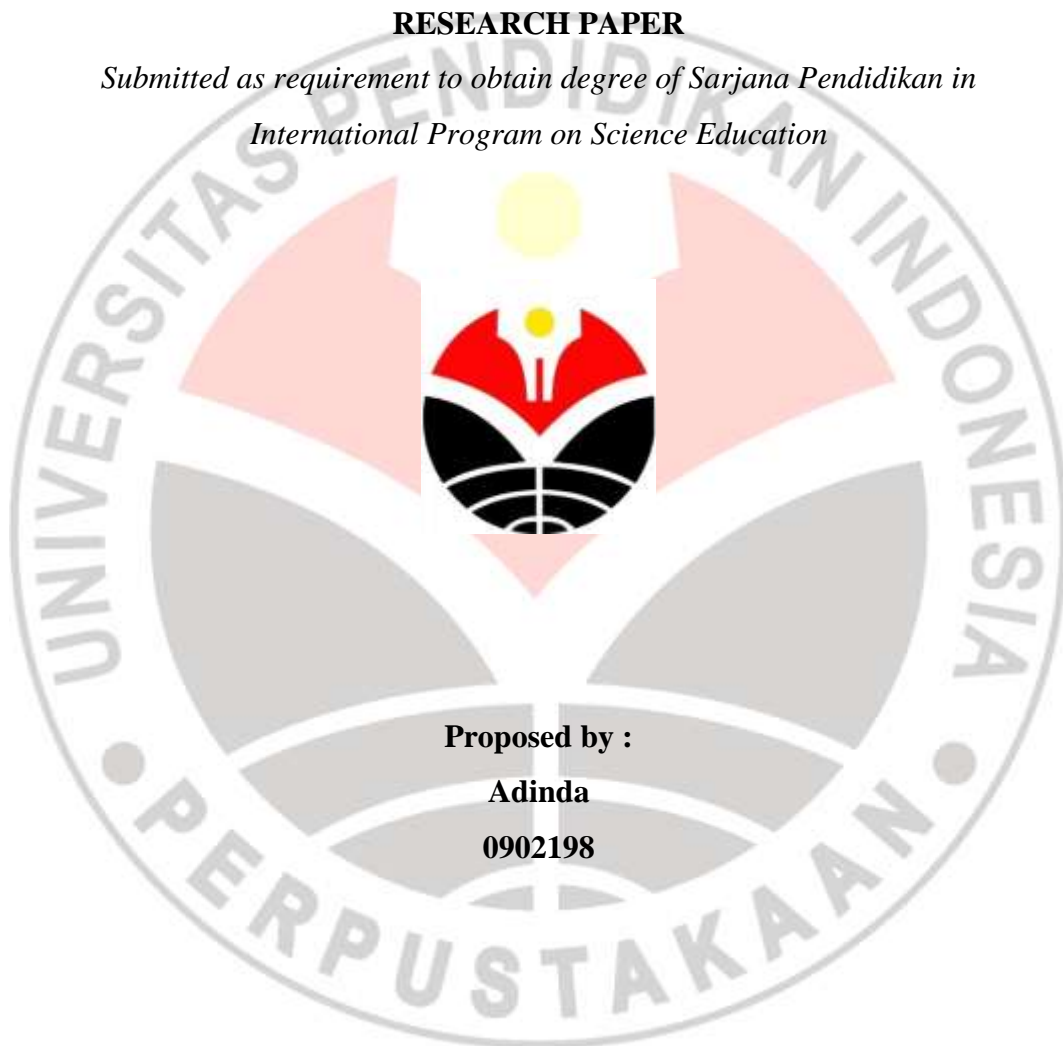 RESEARCH PAPER
Submitted as requirement to obtain degree of Sarjana Pendidikan in
International Program on Science Education
UNIVERSITAS PENDIDIKAN INDONESIA
Proposed by :
Adinda
0902198
PERPUSTAKAAN